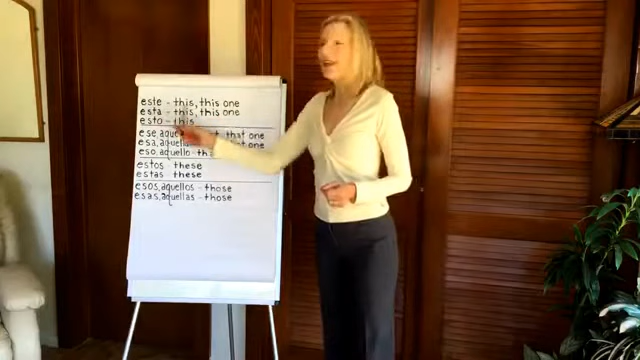 este - this, this one
esta - this, this one
esto - this
ese, that one
esa, one
eso, aquello -
estos these
estas these
esos, aquellos - those
esas, aquellas - those